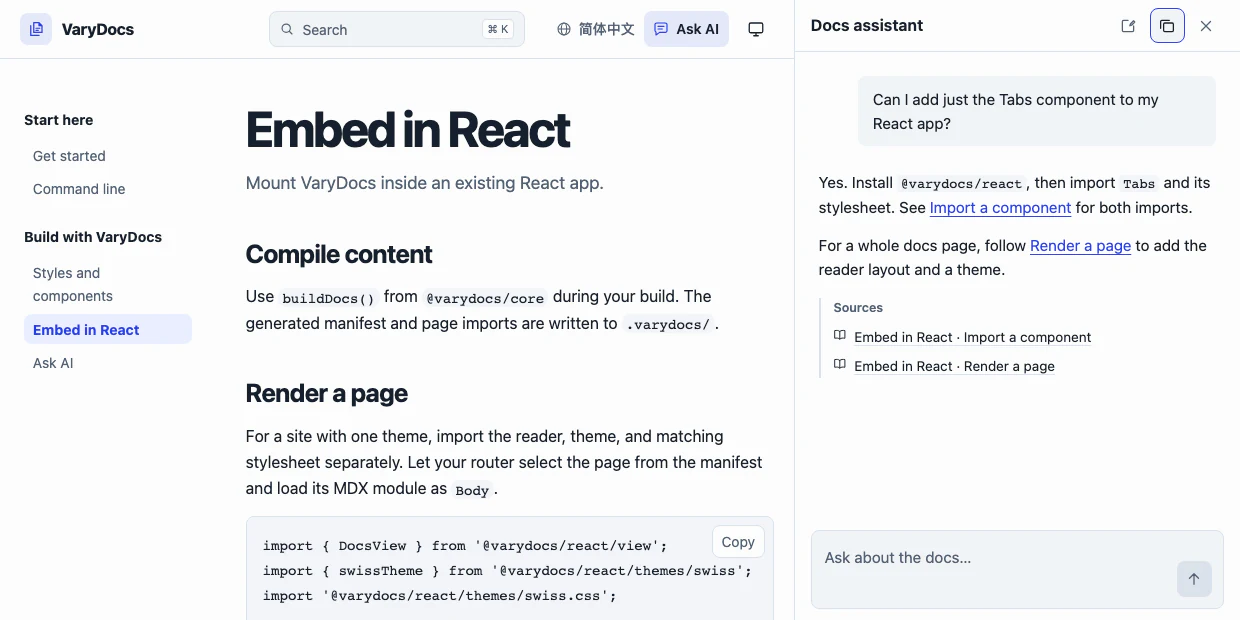 VaryDocs
Search
⌘ K
简体中文
Ask AI
Start here
Get started
Command line
Build with VaryDocs
Styles and
components
Embed in React
Ask AI
Embed in React
Mount VaryDocs inside an existing React app.
Compile content
Use buildDocs() from @varydocs/core during your build. The
generated manifest and page imports are written to .varydocs/.
Render a page
For a site with one theme, import the reader, theme, and matching
stylesheet separately. Let your router select the page from the manifest
and load its MDX module as Body.
Copy
import { DocsView } from '@varydocs/react/view';
import { swissTheme } from '@varydocs/react/themes/swiss';
import '@varydocs/react/themes/swiss.css';
Docs assistant
Can I add just the Tabs component to my
React app?
Yes. Install @varydocs/react, then import Tabs and its
stylesheet. See Import a component for both imports.
For a whole docs page, follow Render a page to add the
reader layout and a theme.
Sources
Embed in React · Import a component
Embed in React · Render a page
Ask about the docs...